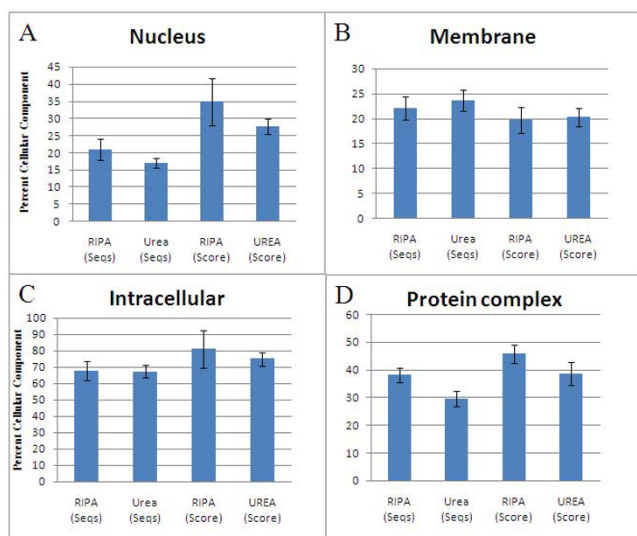 A
Nucleus
Percent Cellular Component
45
40
35
30
25
20
15
10
5
0
RIPA Urea RIPA UREA
(Seqs) (Seqs) (Score) (Score)
B
Membrane
30
25
20
15
10
5
0
RIPA Urea RIPA UREA
(Seqs) (Seqs) (Score) (Score)
C
Intracellular
Percent Cellular Component
100
90
80
70
60
50
40
30
20
10
0
RIPA Urea RIPA UREA
(Seqs) (Seqs) (Score) (Score)
D
Protein complex
60
50
40
30
20
10
0
RIPA Urea RIPA UREA
(Seqs) (Seqs) (Score) (Score)